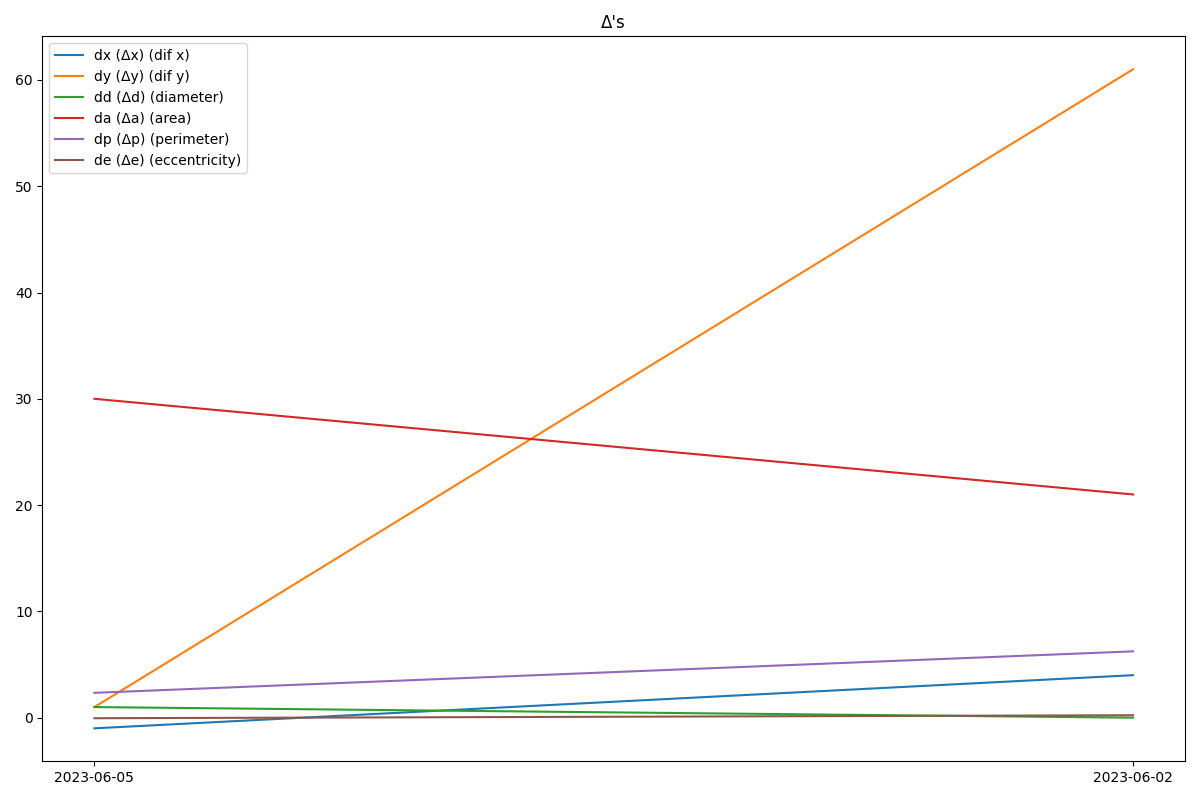 Δ's
dx (Δx) (dif x)
dy (Δy) (dif y)
dd (Δd) (diameter)
da (Δa) (area)
dp (Δp) (perimeter)
de (Δe) (eccentricity)
60
50
40
30
20
10
0
2023-06-05 2023-06-02